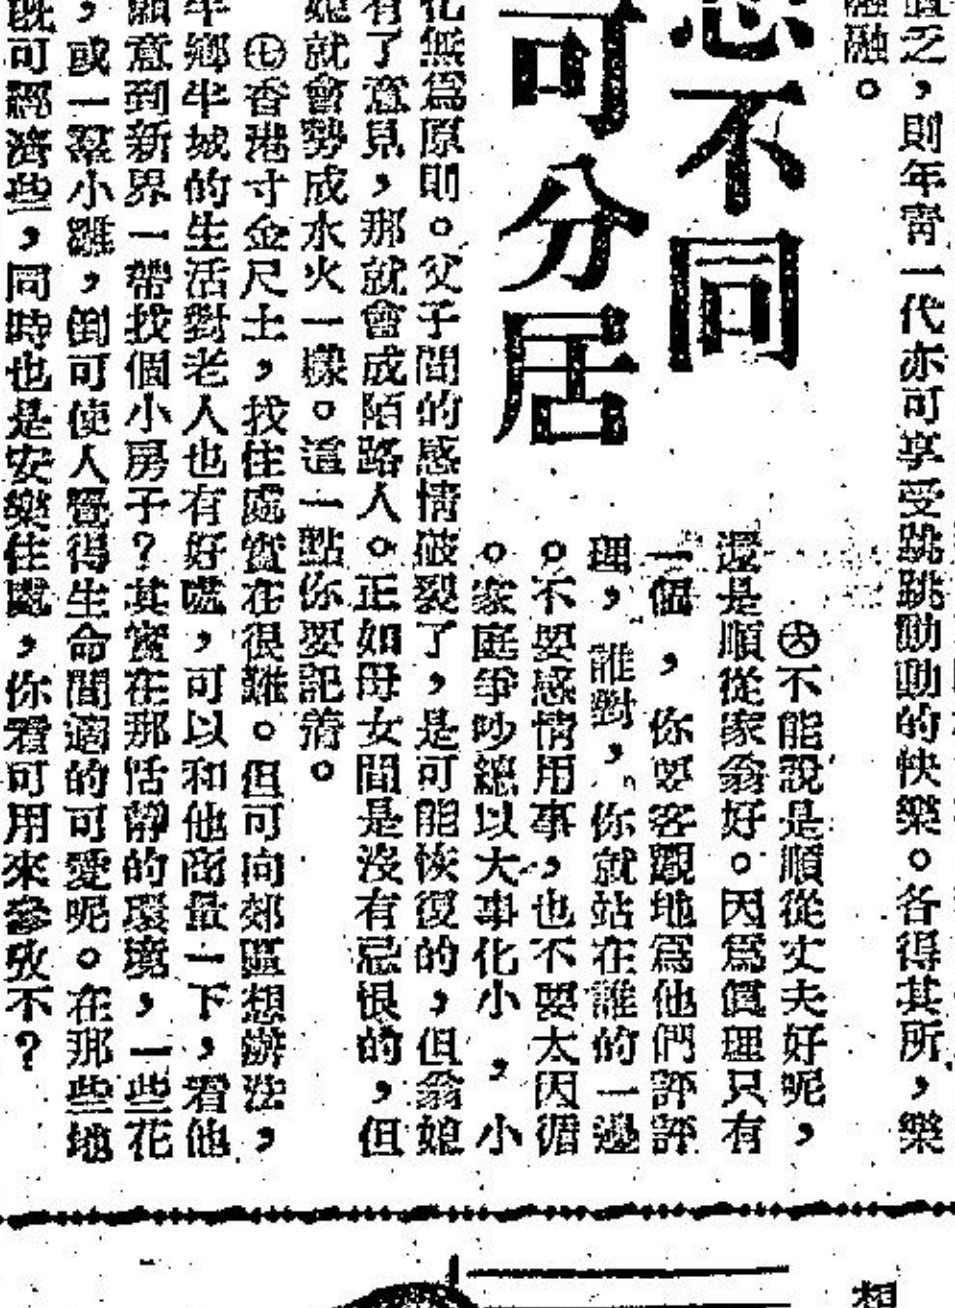 乏，則年靑一代亦可享受跳跳動動的快樂。各得其所，樂
融融。
不同
可分居
㊅不能說是順從丈夫好呢，
還是順從家翁好。因爲眞理只有
一個，你要客觀地爲他們評評
理，誰對，你就站在誰的一邊
。不要感情用事，也不要太因循
。家庭爭吵總以大事化小，小
化無爲原則。父子間的感情破裂了，是可能恢復的，但翁媳
有了意見，那就會成陌路人。正如母女間是沒有忌恨的，但
就會勢成水火一樣。這一點你要記着。
㊆香港寸金尺土，找住處實在很難。但可向郊區想辦法，
半鄉半城的生活對老人也有好處，可以和他商量一下，看他
願意到新界一帶找個小房子？其實在那恬靜的環境，一些花
，或一羣小雞，倒可使人覺得生命閒適的可愛呢。在那些地
旣可經濟些，同時也是安樂住處，你看可用來參攷不？
想